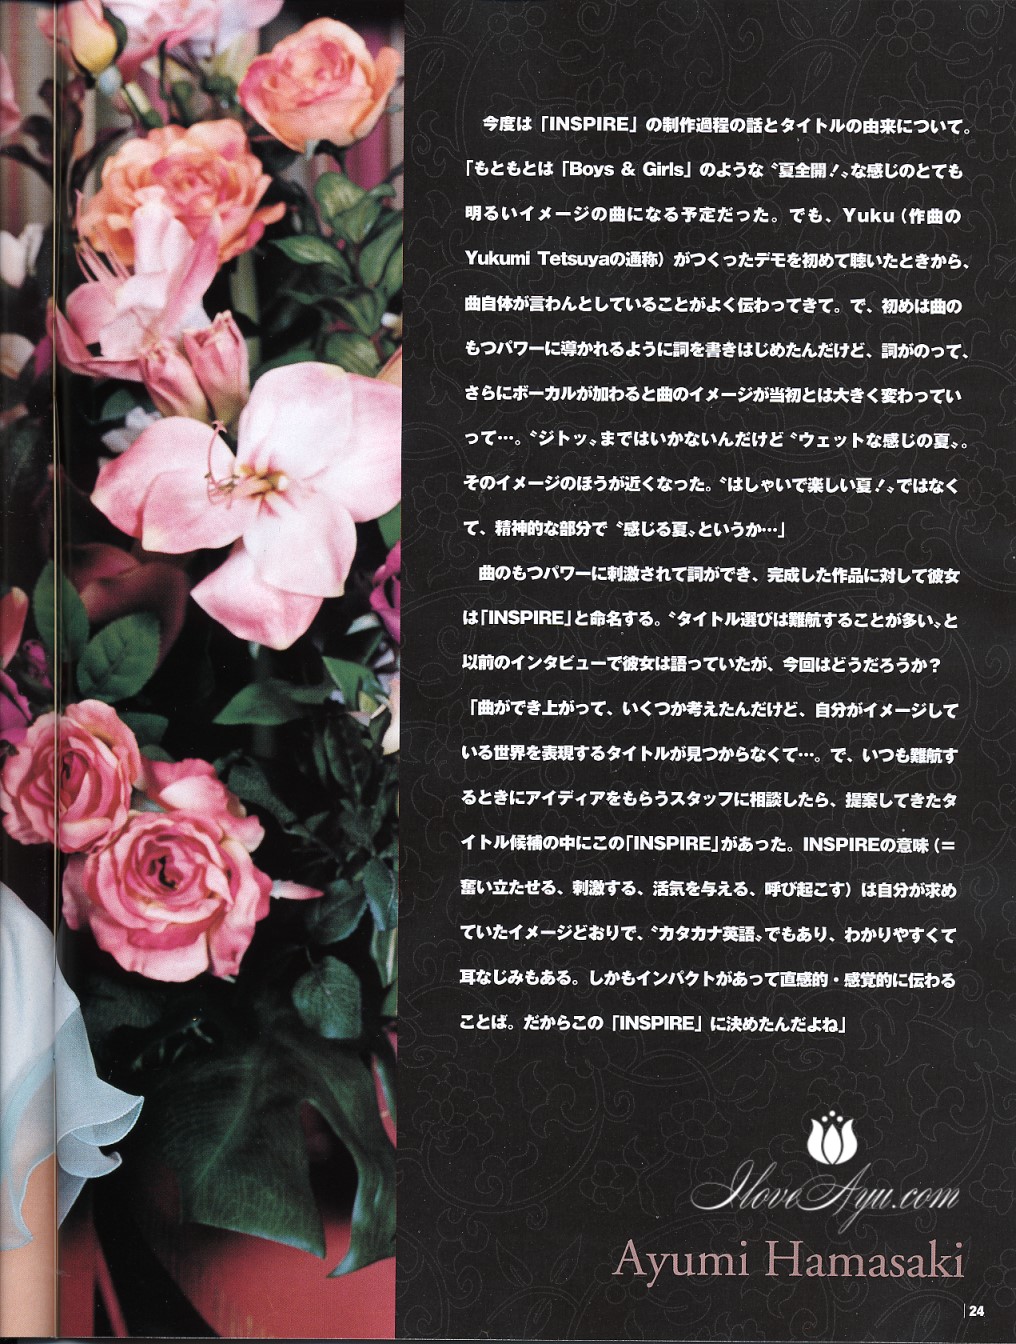 今度は「INSPIRE」の制作過程の話とタイトルの由来について。
「もともとは「Boys & Girls」のような〝夏全開！〟な感じのとても
明るいイメージの曲になる予定だった。でも、Yuku（作曲の
Yukumi Tetsuyaの通称）がつくったデモを初めて聴いたときから、
曲自体が言わんとしていることがよく伝わってきて。で、初めは曲の
もつパワーに導かれるように詞を書きはじめたんだけど、詞がのって、
さらにボーカルが加わると曲のイメージが当初とは大きく変わってい
って…。〝ジトッ〟まではいかないんだけど〝ウェットな感じの夏〟。
そのイメージのほうが近くなった。〝はしゃいで楽しい夏！〟ではなく
て、精神的な部分で〝感じる夏〟というか…」
曲のもつパワーに刺激されて詞ができ、完成した作品に対して彼女
は「INSPIRE」と命名する。〝タイトル選びは難航することが多い〟と
以前のインタビューで彼女は語っていたが、今回はどうだろうか？
「曲ができ上がって、いくつか考えたんだけど、自分がイメージして
いる世界を表現するタイトルが見つからなくて…。で、いつも難航す
るときにアイディアをもらうスタッフに相談したら、提案してきたタ
イトル候補の中にこの「INSPIRE」があった。INSPIREの意味（＝
奮い立たせる、刺激する、活気を与える、呼び起こす）は自分が求め
ていたイメージどおりで、〝カタカナ英語〟でもあり、わかりやすくて
耳なじみもある。しかもインパクトがあって直感的・感覚的に伝わる
ことば。だからこの「INSPIRE」に決めたんだよね」
IloveAyu.com
Ayumi Hamasaki
24